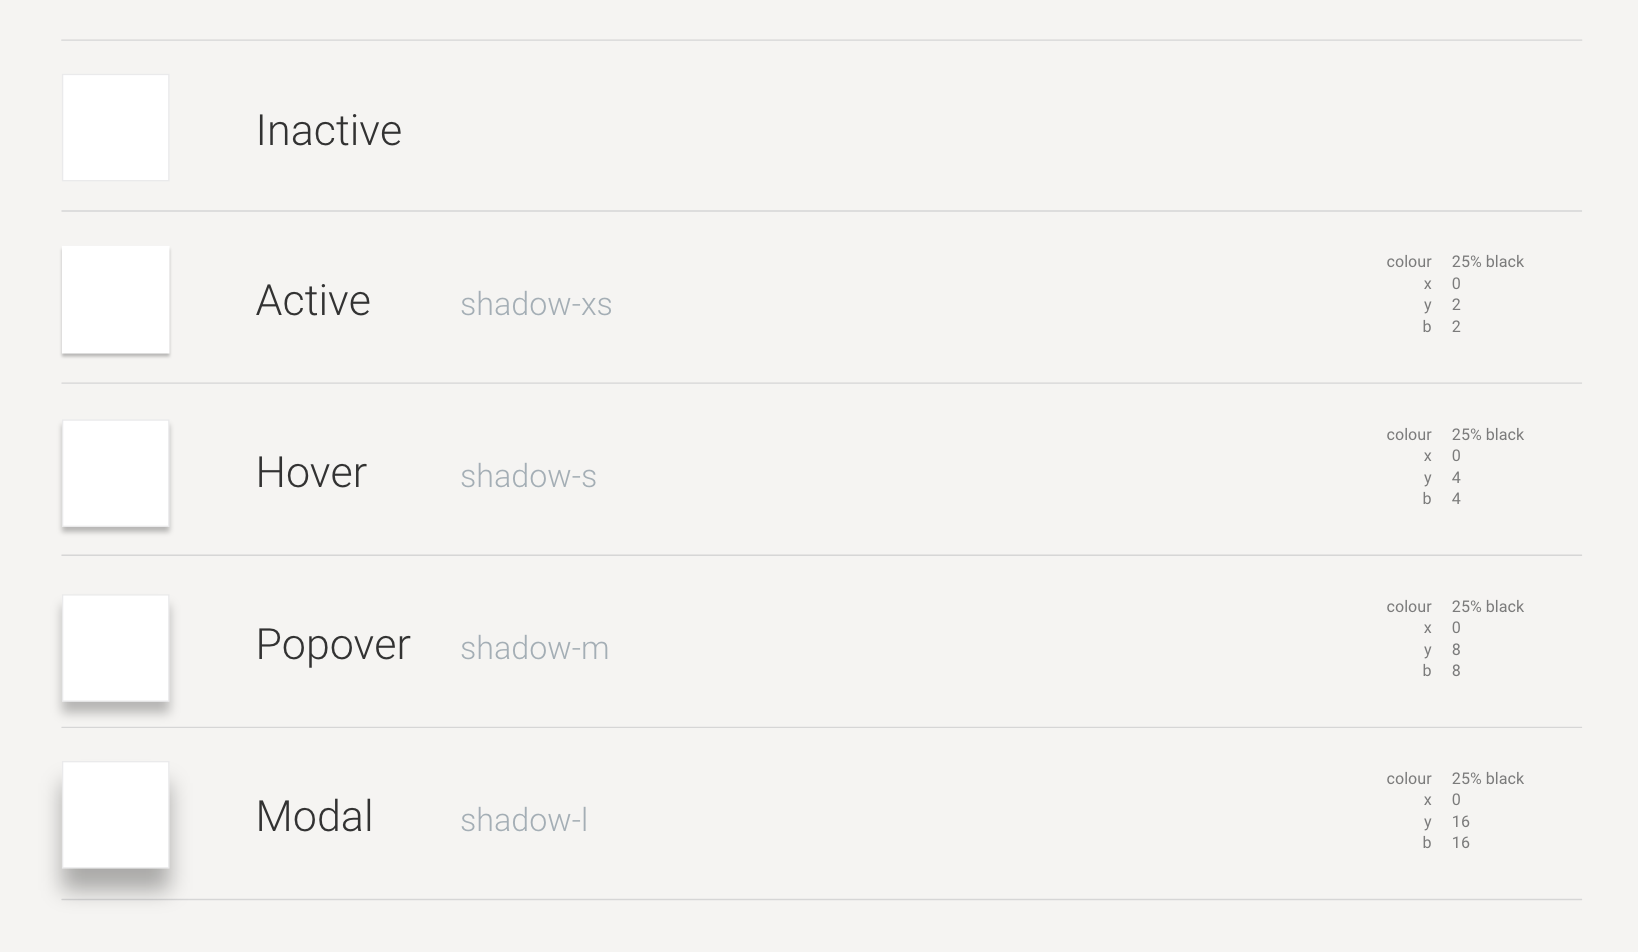 Inactive
Active shadow-xs
colour 25% black
x 0
y 2
b 2
Hover shadow-s
colour 25% black
x 0
y 4
b 4
Popover shadow-m
colour 25% black
x 0
y 8
b 8
Modal shadow-l
colour 25% black
x 0
y 16
b 16